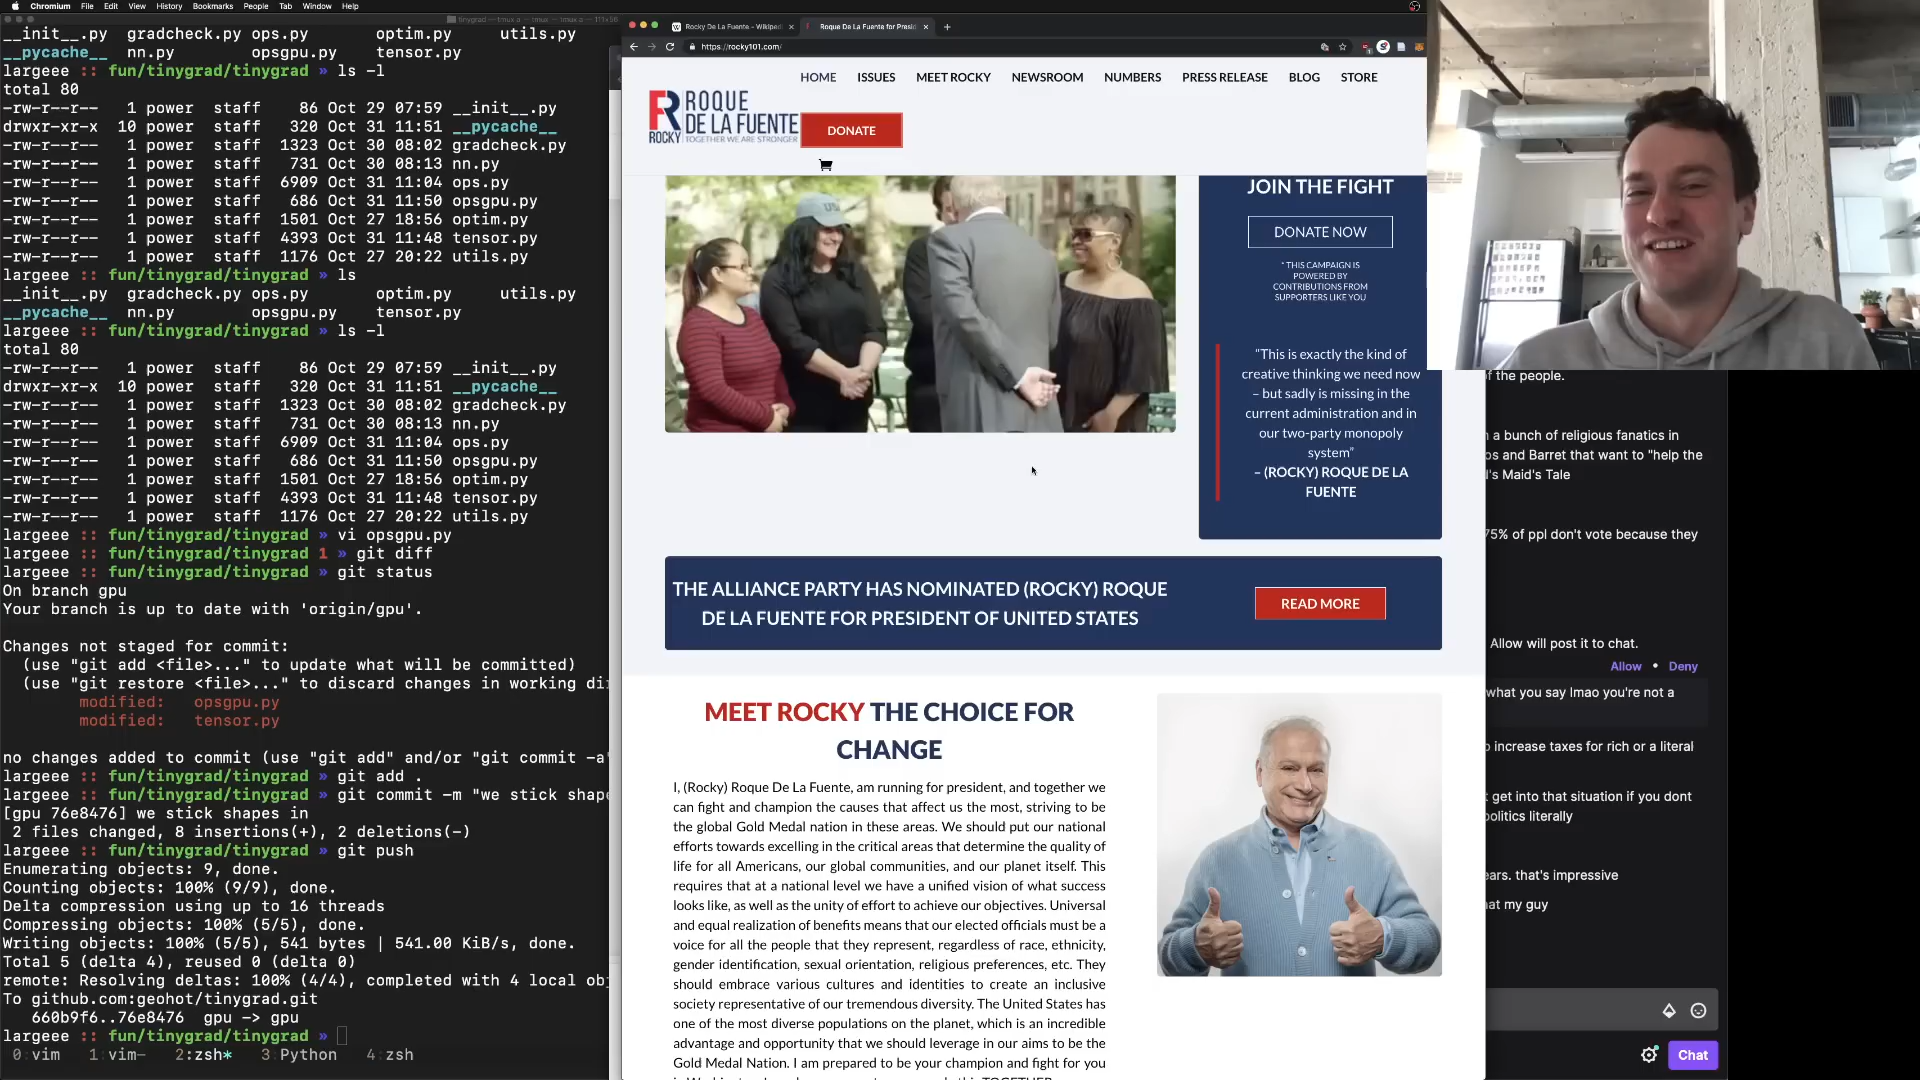 Chromium File Edit View History Bookmarks People Tab Window Help
__init__.py gradcheck.py ops.py optim.py utils.py
__pycache__ nn.py opsgpu.py tensor.py
largeee :: fun/tinygrad/tinygrad » ls -l
total 80
-rw-r--r-- 1 power staff 86 Oct 29 07:59 __init__.py
drwxr-xr-x 10 power staff 320 Oct 31 11:51 __pycache__
-rw-r--r-- 1 power staff 1323 Oct 30 08:02 gradcheck.py
-rw-r--r-- 1 power staff 731 Oct 30 08:13 nn.py
-rw-r--r-- 1 power staff 6909 Oct 31 11:04 ops.py
-rw-r--r-- 1 power staff 686 Oct 31 11:50 opsgpu.py
-rw-r--r-- 1 power staff 1501 Oct 27 18:56 optim.py
-rw-r--r-- 1 power staff 4393 Oct 31 11:48 tensor.py
-rw-r--r-- 1 power staff 1176 Oct 27 20:22 utils.py
largeee :: fun/tinygrad/tinygrad » ls
__init__.py gradcheck.py ops.py optim.py utils.py
__pycache__ nn.py opsgpu.py tensor.py
largeee :: fun/tinygrad/tinygrad » ls -l
total 80
-rw-r--r-- 1 power staff 86 Oct 29 07:59 __init__.py
drwxr-xr-x 10 power staff 320 Oct 31 11:51 __pycache__
-rw-r--r-- 1 power staff 1323 Oct 30 08:02 gradcheck.py
-rw-r--r-- 1 power staff 731 Oct 30 08:13 nn.py
-rw-r--r-- 1 power staff 6909 Oct 31 11:04 ops.py
-rw-r--r-- 1 power staff 686 Oct 31 11:50 opsgpu.py
-rw-r--r-- 1 power staff 1501 Oct 27 18:56 optim.py
-rw-r--r-- 1 power staff 4393 Oct 31 11:48 tensor.py
-rw-r--r-- 1 power staff 1176 Oct 27 20:22 utils.py
largeee :: fun/tinygrad/tinygrad » vi opsgpu.py
largeee :: fun/tinygrad/tinygrad 1 » git diff
largeee :: fun/tinygrad/tinygrad » git status
On branch gpu
Your branch is up to date with 'origin/gpu'.
Changes not staged for commit:
(use "git add <file>..." to update what will be committed)
(use "git restore <file>..." to discard changes in working di
modified: opsgpu.py
modified: tensor.py
no changes added to commit (use "git add" and/or "git commit -a"
largeee :: fun/tinygrad/tinygrad » git add .
largeee :: fun/tinygrad/tinygrad » git commit -m "we stick shape
[gpu 76e8476] we stick shapes in
2 files changed, 8 insertions(+), 2 deletions(-)
largeee :: fun/tinygrad/tinygrad » git push
Enumerating objects: 9, done.
Counting objects: 100% (9/9), done.
Delta compression using up to 16 threads
Compressing objects: 100% (5/5), done.
Writing objects: 100% (5/5), 541 bytes | 541.00 KiB/s, done.
Total 5 (delta 4), reused 0 (delta 0)
remote: Resolving deltas: 100% (4/4), completed with 4 local ob
To github.com:geohot/tinygrad.git
660b9f6..76e8476 gpu -> gpu
largeee :: fun/tinygrad/tinygrad »
0 vim 1:vim- 2:zsh* 3 Python 4:zsh
Rocky De La Fuente - Wikiped
Roque De La Fuente for Presid
https://rocky101.com/
HOME ISSUES MEET ROCKY NEWSROOM NUMBERS PRESS RELEASE BLOG STORE
ROQUE
DE LA FUENTE
ROCKY TOGETHER WE ARE STRONGER
DONATE
JOIN THE FIGHT
DONATE NOW
* THIS CAMPAIGN IS
POWERED BY
CONTRIBUTIONS FROM
SUPPORTERS LIKE YOU
"This is exactly the kind of
creative thinking we need now
– but sadly is missing in the
current administration and in
our two-party monopoly
system"
– (ROCKY) ROQUE DE LA
FUENTE
THE ALLIANCE PARTY HAS NOMINATED (ROCKY) ROQUE
DE LA FUENTE FOR PRESIDENT OF UNITED STATES
READ MORE
MEET ROCKY THE CHOICE FOR
CHANGE
I, (Rocky) Roque De La Fuente, am running for president, and together we
can fight and champion the causes that affect us the most, striving to be
the global Gold Medal nation in these areas. We should put our national
efforts towards excelling in the critical areas that determine the quality of
life for all Americans, our global communities, and our planet itself. This
requires that at a national level we have a unified vision of what success
looks like, as well as the unity of effort to achieve our objectives. Universal
and equal realization of benefits means that our elected officials must be a
voice for all the people that they represent, regardless of race, ethnicity,
gender identification, sexual orientation, religious preferences, etc. They
should embrace various cultures and identities to create an inclusive
society representative of our tremendous diversity. The United States has
one of the most diverse populations on the planet, which is an incredible
advantage and opportunity that we should leverage in our aims to be the
Gold Medal Nation. I am prepared to be your champion and fight for you
of the people.
a bunch of religious fanatics in
and Barret that want to "help the
Maid's Tale
75% of ppl don't vote because they
Allow will post it to chat.
Allow • Deny
what you say lmao you're not a
increase taxes for rich or a literal
get into that situation if you dont
politics literally
ears. that's impressive
at my guy
Chat